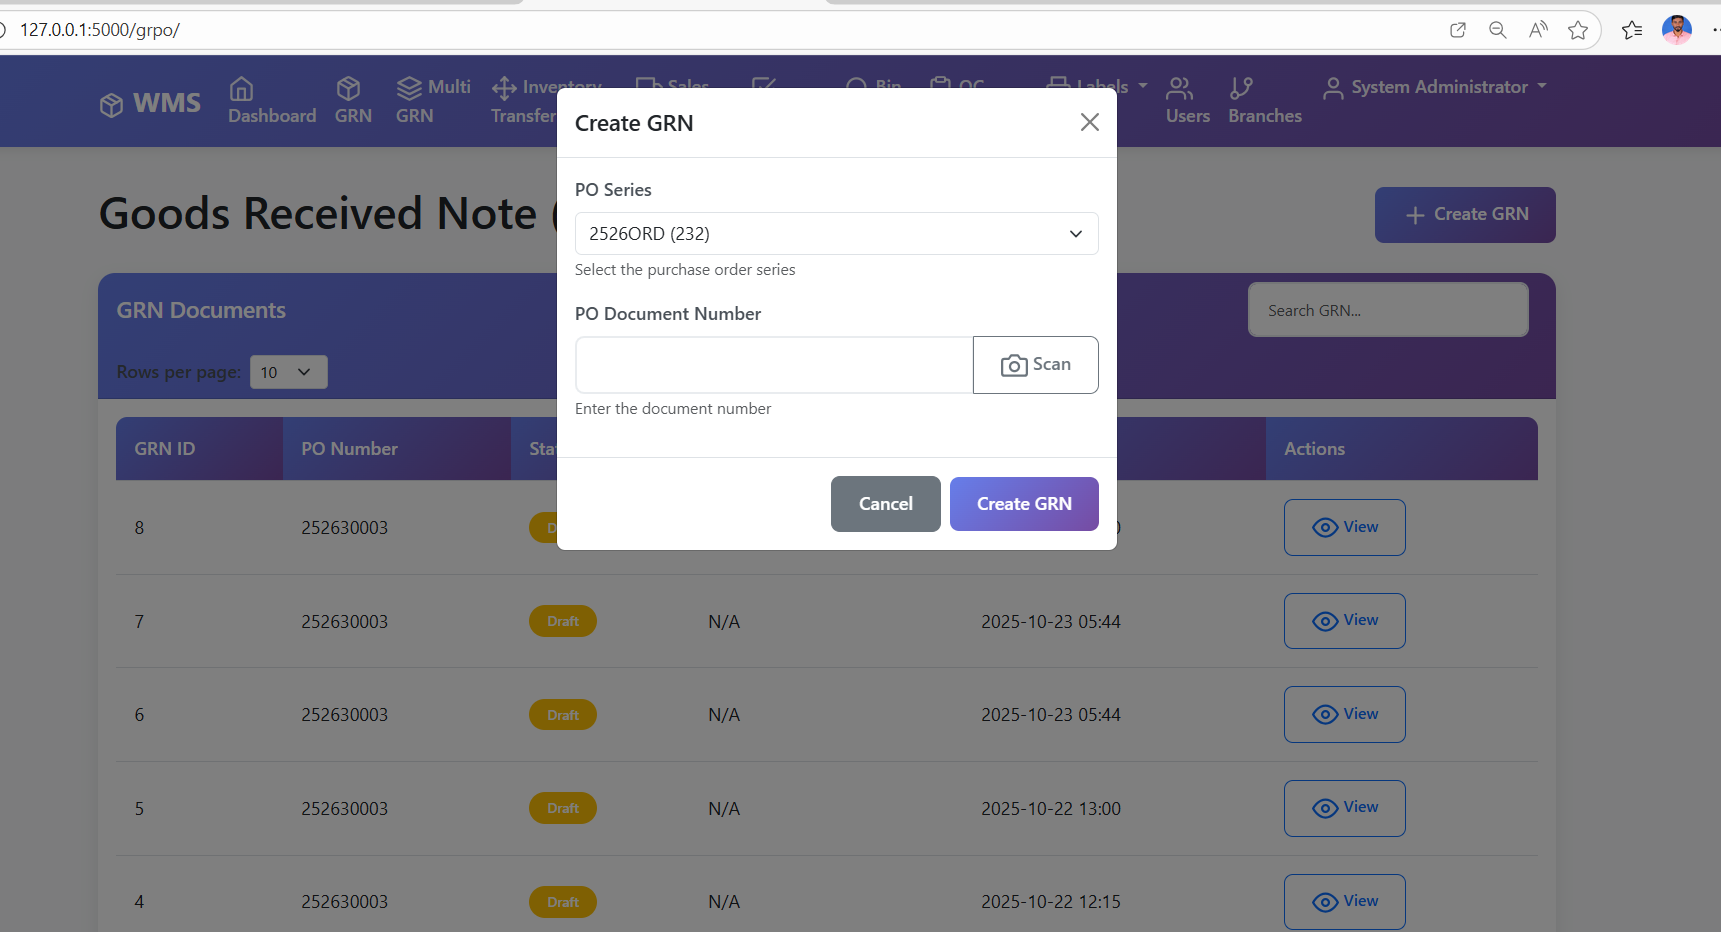 127.0.0.1:5000/grpo/
WMS
Dashboard
GRN
Multi GRN
Inventory Transfer
Sales
Bin
QC
Labels
Users
Branches
System Administrator
Goods Received Note (
Create GRN
GRN Documents
Search GRN...
Rows per page: 10
GRN ID PO Number Actions
8 252630003 View
7 252630003 Draft N/A 2025-10-23 05:44 View
6 252630003 Draft N/A 2025-10-23 05:44 View
5 252630003 Draft N/A 2025-10-22 13:00 View
4 252630003 Draft N/A 2025-10-22 12:15 View
Create GRN
PO Series
2526ORD (232)
Select the purchase order series
PO Document Number
Scan
Enter the document number
Cancel Create GRN